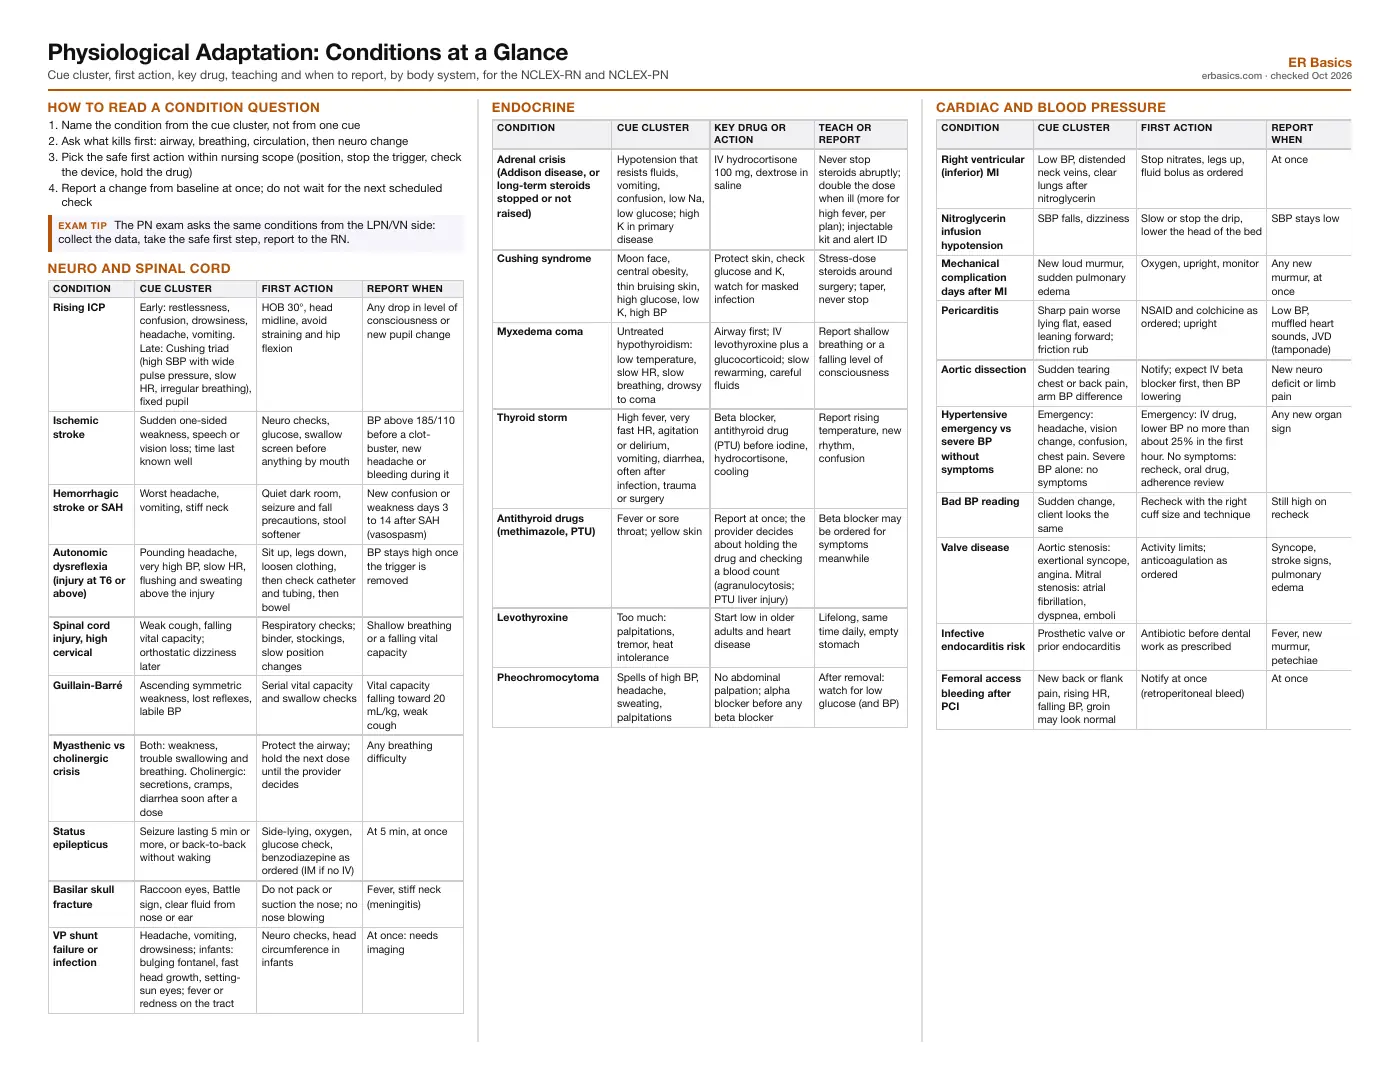 Physiological Adaptation: Conditions at a Glance
Cue cluster, first action, key drug, teaching and when to report, by body system, for the NCLEX-RN and NCLEX-PN
ER Basics
erbasics.com · checked Oct 2026
HOW TO READ A CONDITION QUESTION
1. Name the condition from the cue cluster, not from one cue
2. Ask what kills first: airway, breathing, circulation, then neuro change
3. Pick the safe first action within nursing scope (position, stop the trigger, check
the device, hold the drug)
4. Report a change from baseline at once; do not wait for the next scheduled
check
EXAM TIP The PN exam asks the same conditions from the LPN/VN side:
collect the data, take the safe first step, report to the RN.
NEURO AND SPINAL CORD
CONDITION
CUE CLUSTER
FIRST ACTION
REPORT WHEN
Rising ICP
Early: restlessness,
confusion, drowsiness,
headache, vomiting.
Late: Cushing triad
(high SBP with wide
pulse pressure, slow
HR, irregular breathing),
fixed pupil
HOB 30°, head
midline, avoid
straining and hip
flexion
Any drop in level of
consciousness or
new pupil change
Ischemic
stroke
Sudden one-sided
weakness, speech or
vision loss; time last
known well
Neuro checks,
glucose, swallow
screen before
anything by mouth
BP above 185/110
before a clot-
buster, new
headache or
bleeding during it
Hemorrhagic
stroke or SAH
Worst headache,
vomiting, stiff neck
Quiet dark room,
seizure and fall
precautions, stool
softener
New confusion or
weakness days 3
to 14 after SAH
(vasospasm)
Autonomic
dysreflexia
(injury at T6 or
above)
Pounding headache,
very high BP, slow HR,
flushing and sweating
above the injury
Sit up, legs down,
loosen clothing,
then check catheter
and tubing, then
bowel
BP stays high once
the trigger is
removed
Spinal cord
injury, high
cervical
Weak cough, falling
vital capacity;
orthostatic dizziness
later
Respiratory checks;
binder, stockings,
slow position
changes
Shallow breathing
or a falling vital
capacity
Guillain-Barré
Ascending symmetric
weakness, lost reflexes,
labile BP
Serial vital capacity
and swallow checks
Vital capacity
falling toward 20
mL/kg, weak
cough
Myasthenic vs
cholinergic
crisis
Both: weakness,
trouble swallowing and
breathing. Cholinergic:
secretions, cramps,
diarrhea soon after a
dose
Protect the airway;
hold the next dose
until the provider
decides
Any breathing
difficulty
Status
epilepticus
Seizure lasting 5 min or
more, or back-to-back
without waking
Side-lying, oxygen,
glucose check,
benzodiazepine as
ordered (IM if no IV)
At 5 min, at once
Basilar skull
fracture
Raccoon eyes, Battle
sign, clear fluid from
nose or ear
Do not pack or
suction the nose; no
nose blowing
Fever, stiff neck
(meningitis)
VP shunt
failure or
infection
Headache, vomiting,
drowsiness; infants:
bulging fontanel, fast
head growth, setting-
sun eyes; fever or
redness on the tract
Neuro checks, head
circumference in
infants
At once: needs
imaging
ENDOCRINE
CONDITION
CUE CLUSTER
KEY DRUG OR
ACTION
TEACH OR
REPORT
Adrenal crisis
(Addison disease, or
long-term steroids
stopped or not
raised)
Hypotension that
resists fluids,
vomiting,
confusion, low Na,
low glucose; high
K in primary
disease
IV hydrocortisone
100 mg, dextrose in
saline
Never stop
steroids abruptly;
double the dose
when ill (more for
high fever, per
plan); injectable
kit and alert ID
Cushing syndrome
Moon face,
central obesity,
thin bruising skin,
high glucose, low
K, high BP
Protect skin, check
glucose and K,
watch for masked
infection
Stress-dose
steroids around
surgery; taper,
never stop
Myxedema coma
Untreated
hypothyroidism:
low temperature,
slow HR, slow
breathing, drowsy
to coma
Airway first; IV
levothyroxine plus a
glucocorticoid; slow
rewarming, careful
fluids
Report shallow
breathing or a
falling level of
consciousness
Thyroid storm
High fever, very
fast HR, agitation
or delirium,
vomiting, diarrhea,
often after
infection, trauma
or surgery
Beta blocker,
antithyroid drug
(PTU) before iodine,
hydrocortisone,
cooling
Report rising
temperature, new
rhythm,
confusion
Antithyroid drugs
(methimazole, PTU)
Fever or sore
throat; yellow skin
Report at once; the
provider decides
about holding the
drug and checking
a blood count
(agranulocytosis;
PTU liver injury)
Beta blocker may
be ordered for
symptoms
meanwhile
Levothyroxine
Too much:
palpitations,
tremor, heat
intolerance
Start low in older
adults and heart
disease
Lifelong, same
time daily, empty
stomach
Pheochromocytoma
Spells of high BP,
headache,
sweating,
palpitations
No abdominal
palpation; alpha
blocker before any
beta blocker
After removal:
watch for low
glucose (and BP)
CARDIAC AND BLOOD PRESSURE
CONDITION
CUE CLUSTER
FIRST ACTION
REPORT
WHEN
Right ventricular
(inferior) MI
Low BP, distended
neck veins, clear
lungs after
nitroglycerin
Stop nitrates, legs up,
fluid bolus as ordered
At once
Nitroglycerin
infusion
hypotension
SBP falls, dizziness
Slow or stop the drip,
lower the head of the bed
SBP stays low
Mechanical
complication
days after MI
New loud murmur,
sudden pulmonary
edema
Oxygen, upright, monitor
Any new
murmur, at
once
Pericarditis
Sharp pain worse
lying flat, eased
leaning forward;
friction rub
NSAID and colchicine as
ordered; upright
Low BP,
muffled heart
sounds, JVD
(tamponade)
Aortic dissection
Sudden tearing
chest or back pain,
arm BP difference
Notify; expect IV beta
blocker first, then BP
lowering
New neuro
deficit or limb
pain
Hypertensive
emergency vs
severe BP
without
symptoms
Emergency:
headache, vision
change, confusion,
chest pain. Severe
BP alone: no
symptoms
Emergency: IV drug,
lower BP no more than
about 25% in the first
hour. No symptoms:
recheck, oral drug,
adherence review
Any new organ
sign
Bad BP reading
Sudden change,
client looks the
same
Recheck with the right
cuff size and technique
Still high on
recheck
Valve disease
Aortic stenosis:
exertional syncope,
angina. Mitral
stenosis: atrial
fibrillation,
dyspnea, emboli
Activity limits;
anticoagulation as
ordered
Syncope,
stroke signs,
pulmonary
edema
Infective
endocarditis risk
Prosthetic valve or
prior endocarditis
Antibiotic before dental
work as prescribed
Fever, new
murmur,
petechiae
Femoral access
bleeding after
PCI
New back or flank
pain, rising HR,
falling BP, groin
may look normal
Notify at once
(retroperitoneal bleed)
At once